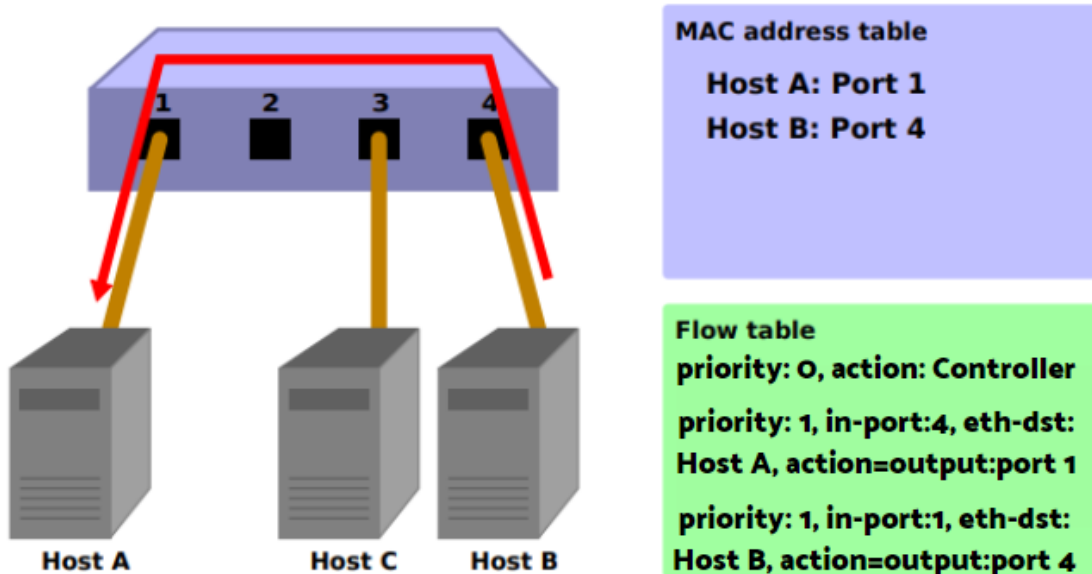 1 2 3 4
Host A
Host C
Host B
MAC address table
Host A: Port 1
Host B: Port 4
Flow table
priority: 0, action: Controller
priority: 1, in-port:4, eth-dst:
Host A, action=output:port 1
priority: 1, in-port:1, eth-dst:
Host B, action=output:port 4